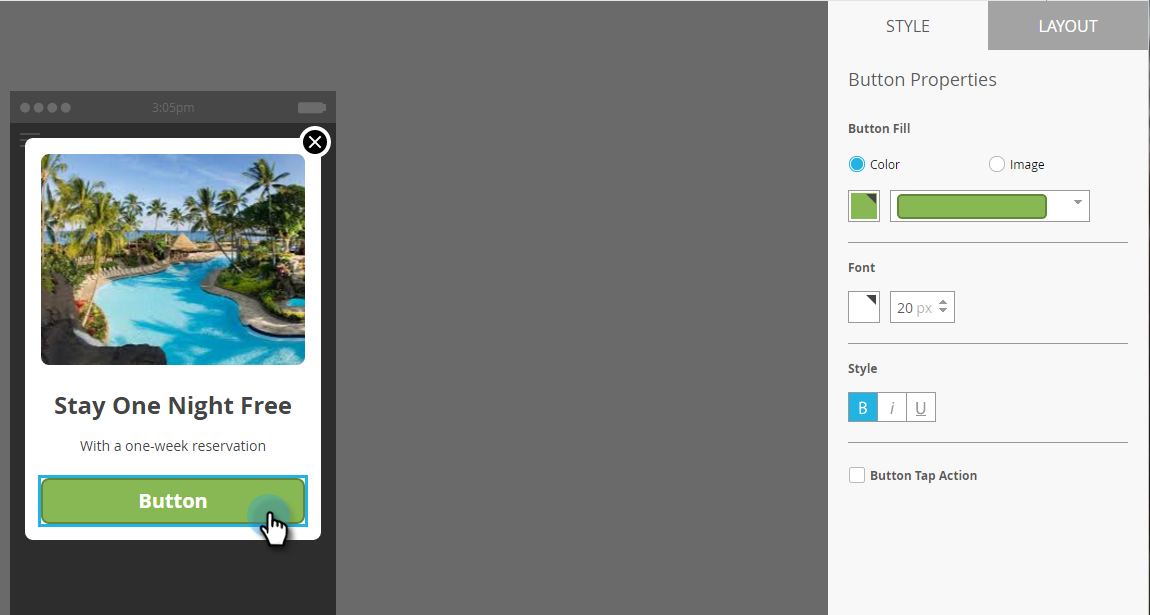 STYLE LAYOUT
Button Properties
3:05pm
Button Fill
Color Image
Font
20 px
Style
B i U
Stay One Night Free
With a one-week reservation
Button Tap Action
Button